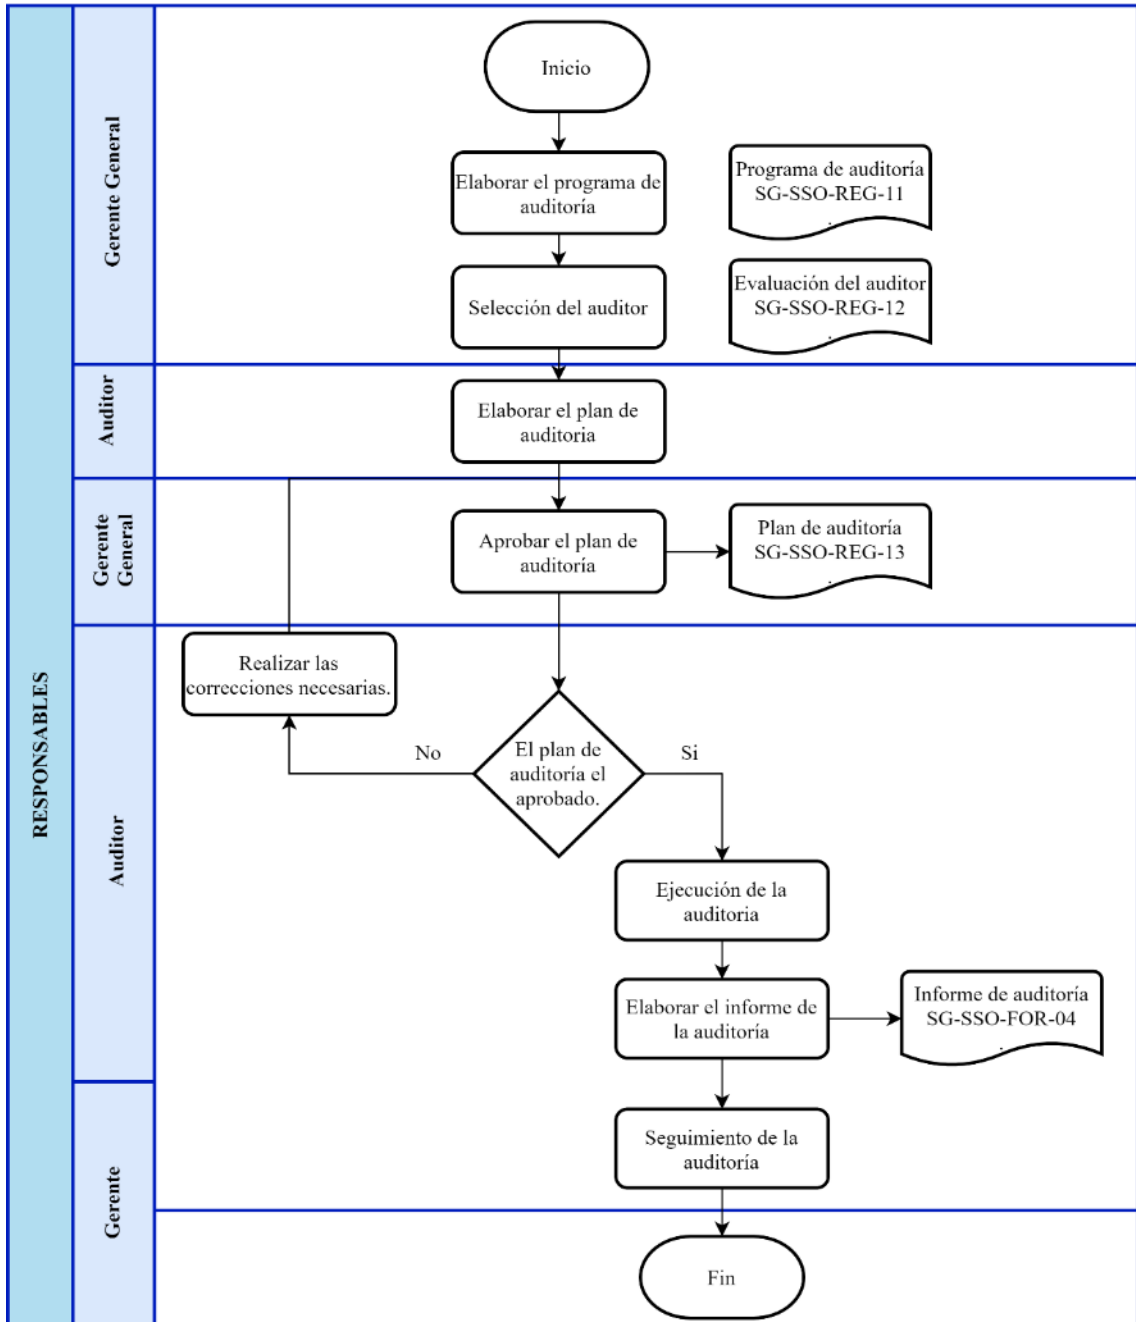 RESPONSABLES
Gerente General
Inicio
Elaborar el programa de
auditoría
Programa de auditoría
SG-SSO-REG-11
Selección del auditor
Evaluación del auditor
SG-SSO-REG-12
Auditor
Elaborar el plan de
auditoria
Gerente
General
Aprobar el plan de
auditoría
Plan de auditoría
SG-SSO-REG-13
Auditor
Realizar las
correcciones necesarias.
No
El plan de
auditoría el
aprobado.
Si
Ejecución de la
auditoria
Elaborar el informe de
la auditoría
Informe de auditoría
SG-SSO-FOR-04
Gerente
Seguimiento de la
auditoría
Fin